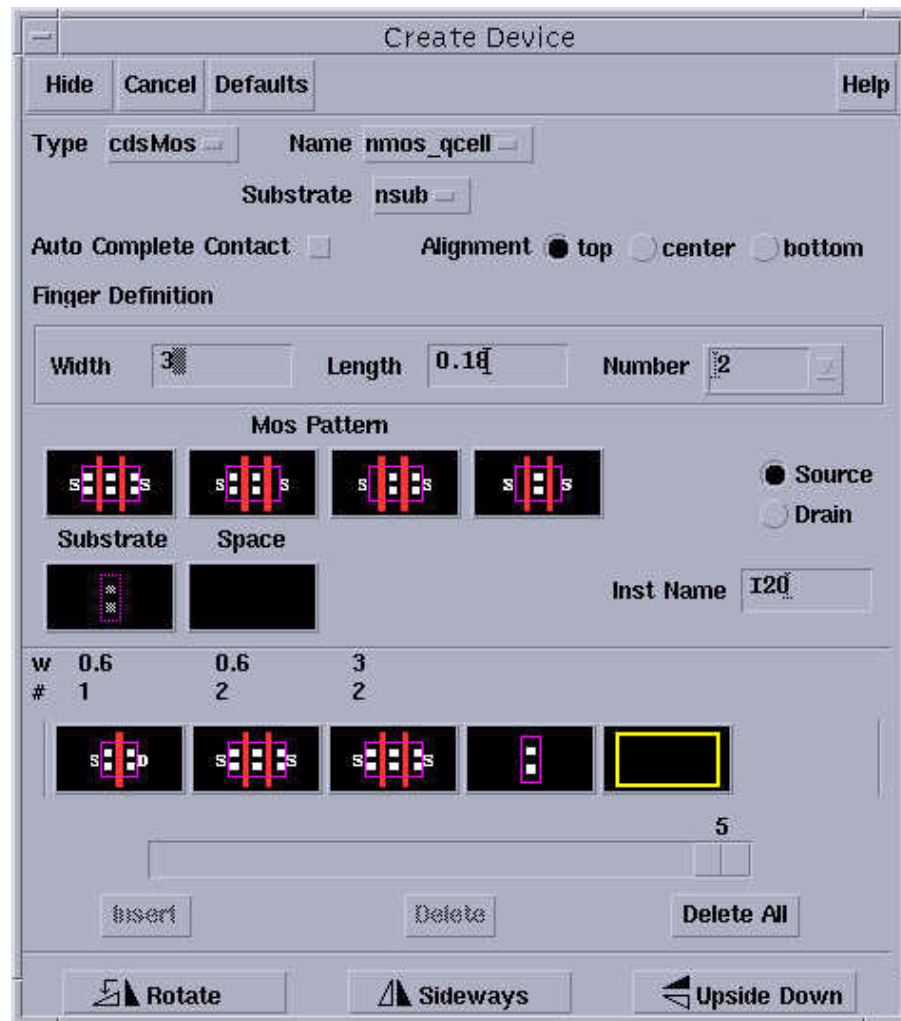 Create Device
Hide Cancel Defaults Help
Type cdsMos Name nmos_qcell
Substrate nsub
Auto Complete Contact Alignment top center bottom
Finger Definition
Width 3 Length 0.18 Number 2
Mos Pattern
S S S S S S S S Source
Drain
Substrate Space
Inst Name I20
w 0.6 0.6 3
# 1 2 2
S D S S S S
5
Insert Delete Delete All
Rotate Sideways Upside Down